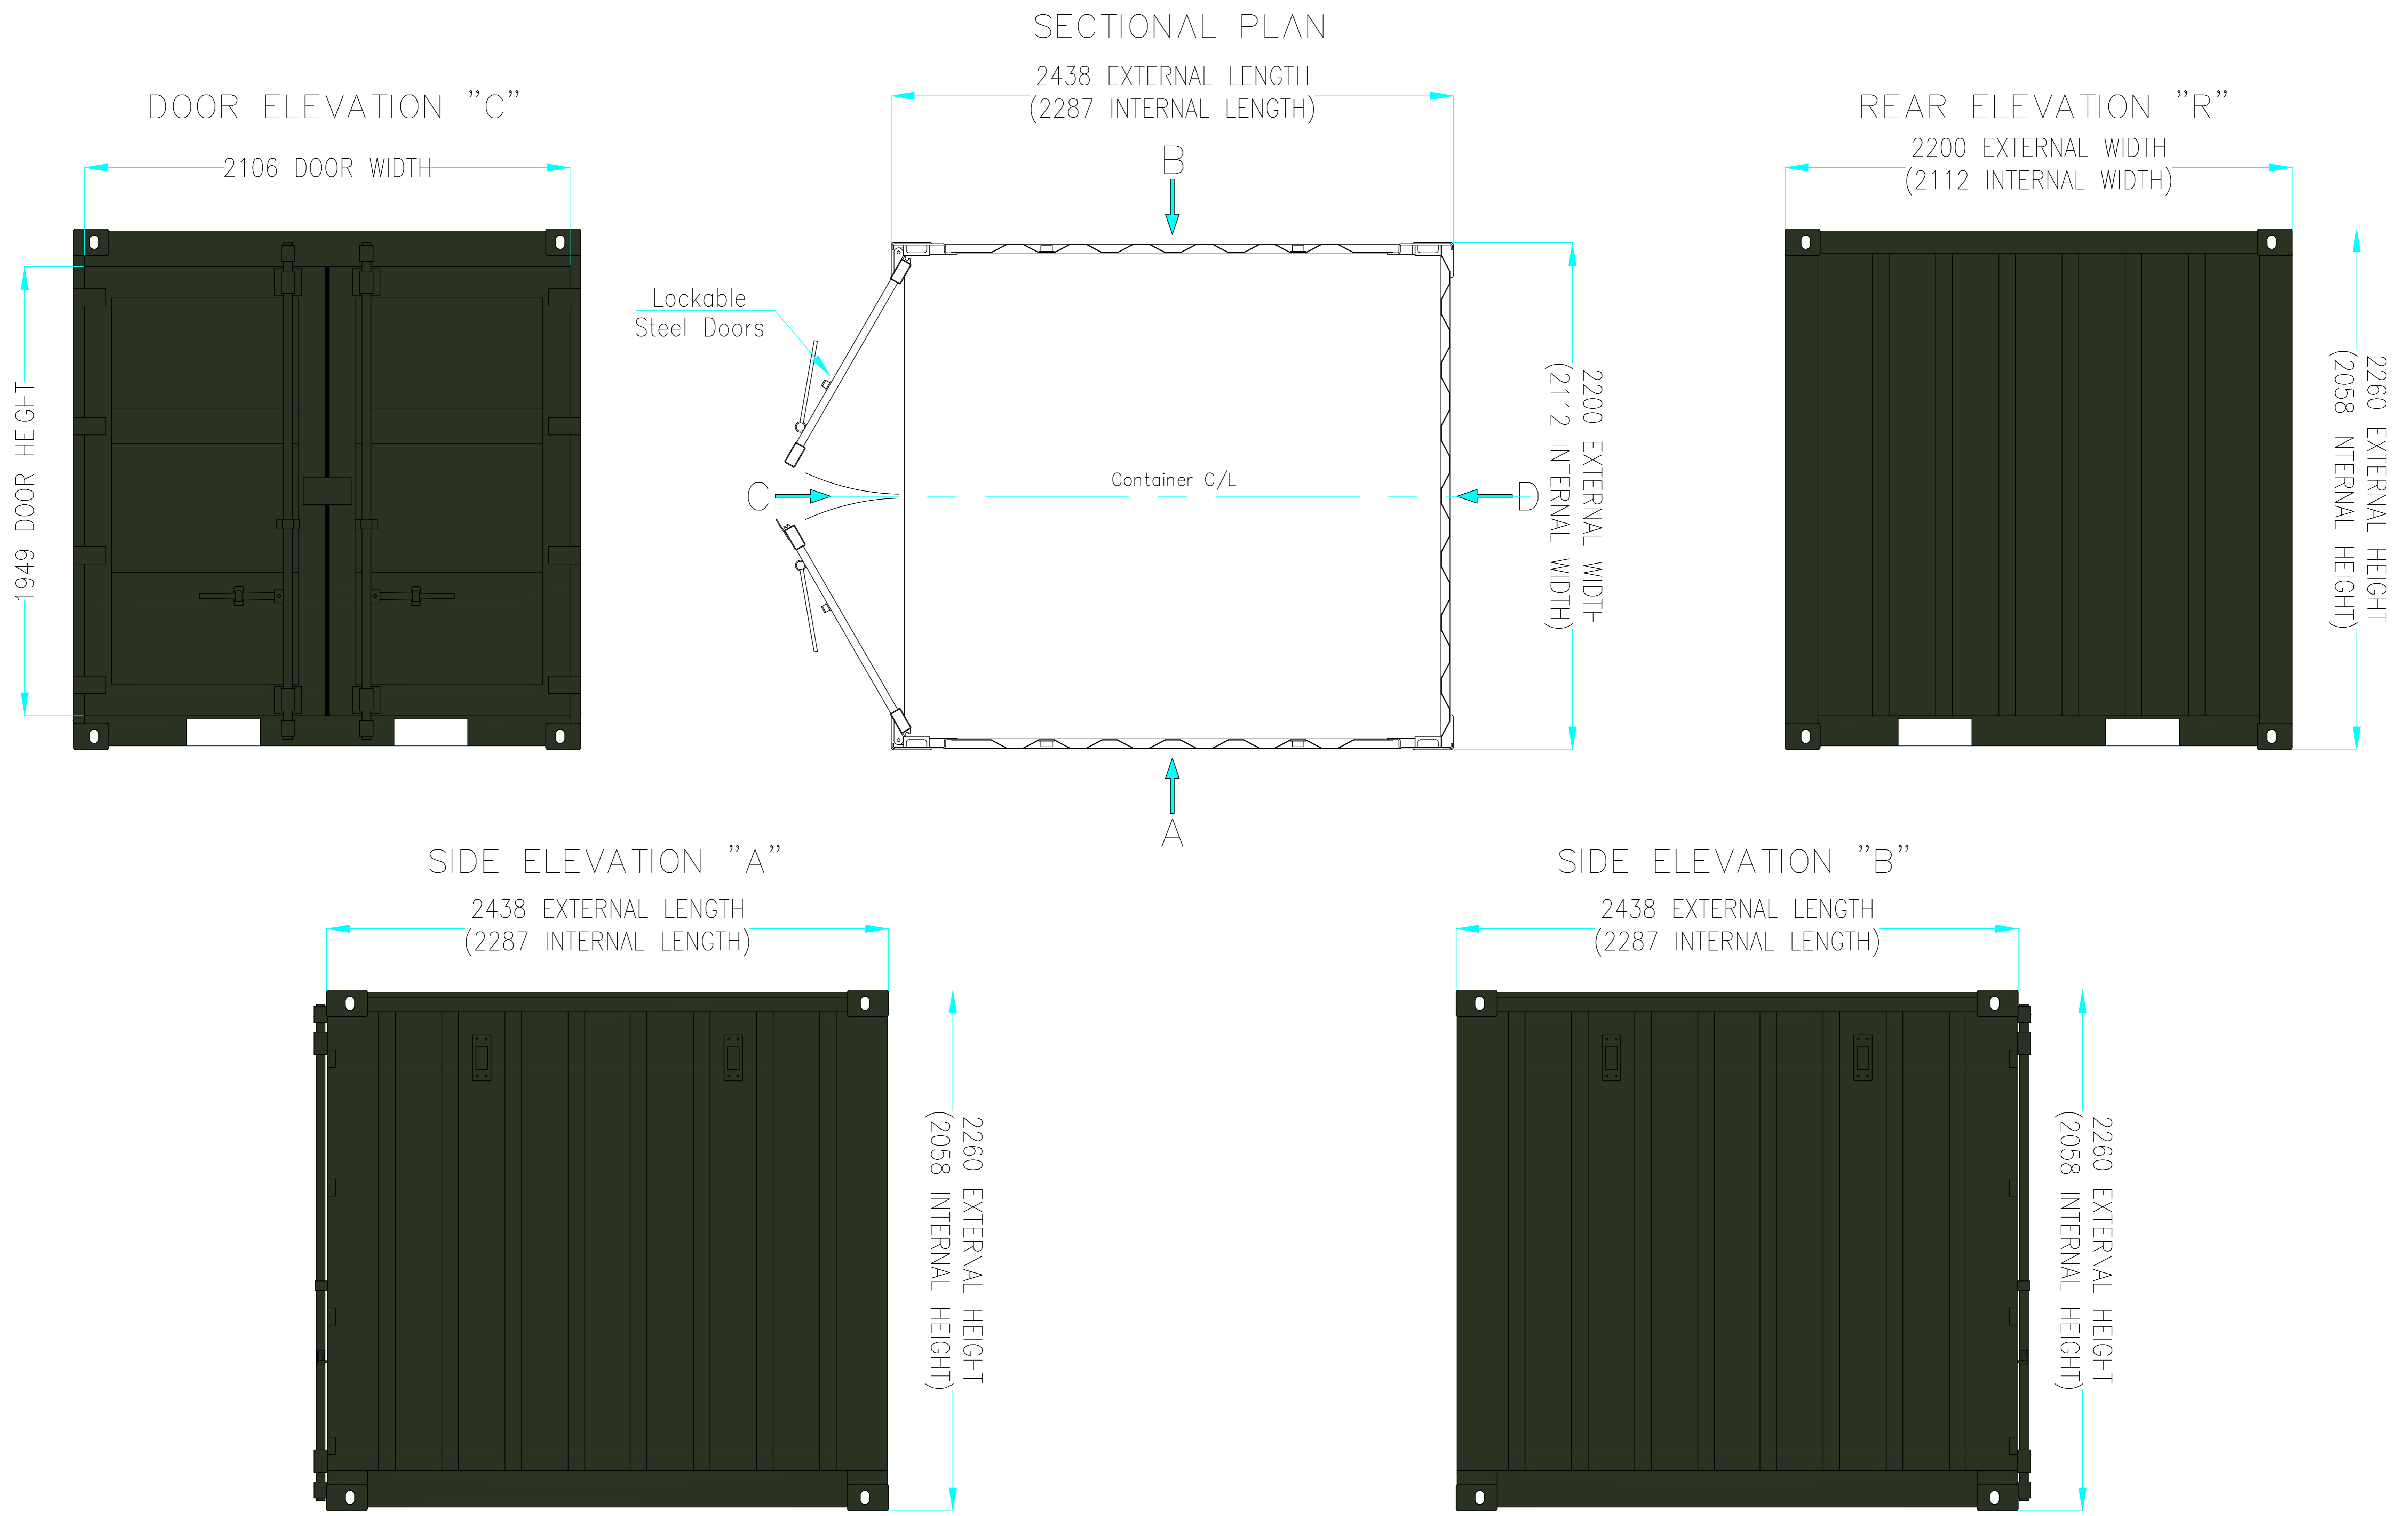 SECTIONAL PLAN
2438 EXTERNAL LENGTH
(2287 INTERNAL LENGTH)
DOOR ELEVATION "C"
2106 DOOR WIDTH
1949 DOOR HEIGHT
B
Lockable
Steel Doors
C
Container C/L
D
A
2200 EXTERNAL WIDTH
(2112 INTERNAL WIDTH)
REAR ELEVATION "R"
2200 EXTERNAL WIDTH
(2112 INTERNAL WIDTH)
2260 EXTERNAL HEIGHT
(2058 INTERNAL HEIGHT)
SIDE ELEVATION "A"
2438 EXTERNAL LENGTH
(2287 INTERNAL LENGTH)
2260 EXTERNAL HEIGHT
(2058 INTERNAL HEIGHT)
SIDE ELEVATION "B"
2438 EXTERNAL LENGTH
(2287 INTERNAL LENGTH)
2260 EXTERNAL HEIGHT
(2058 INTERNAL HEIGHT)